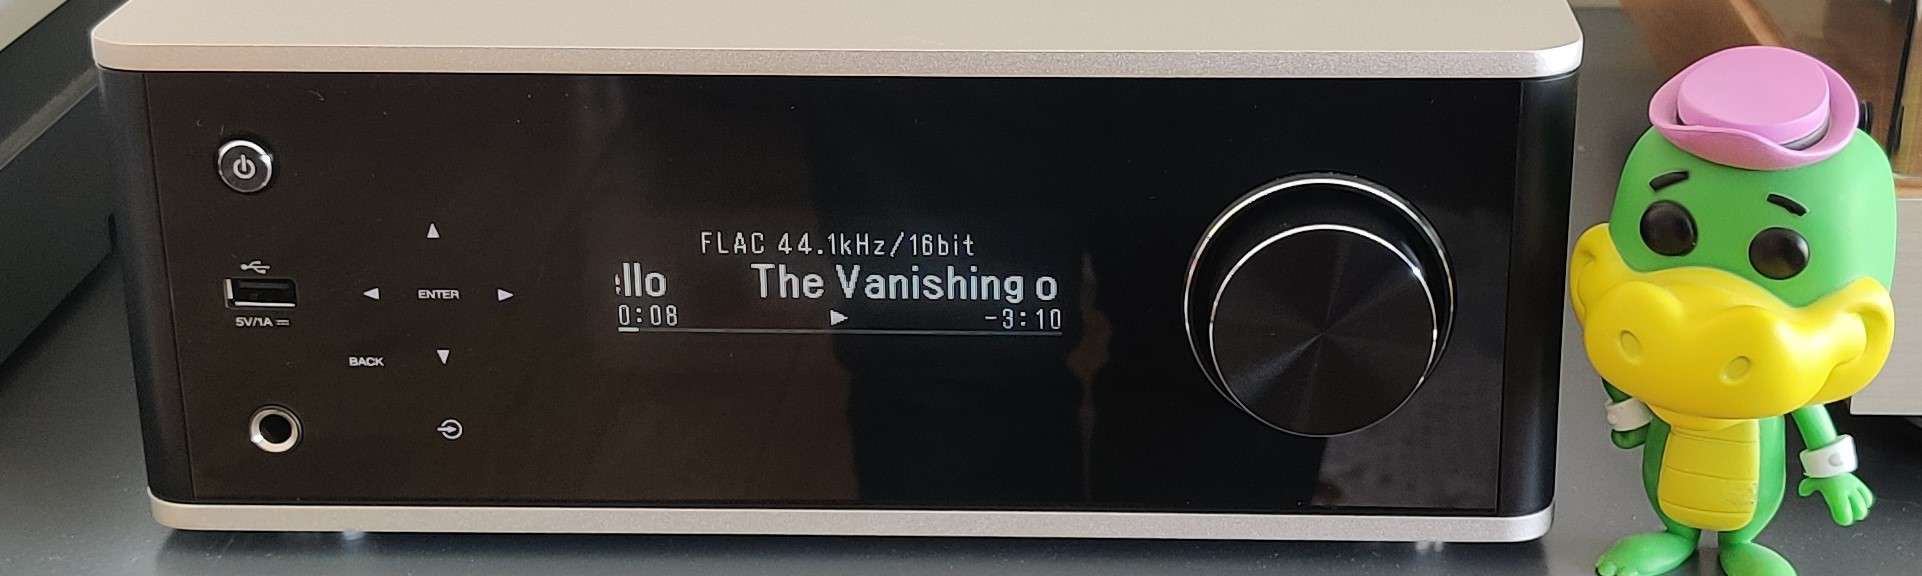 FLAC 44.1kHz/16bit
llo The Vanishing o
0:08 -3:10
ENTER
5V/1A
BACK